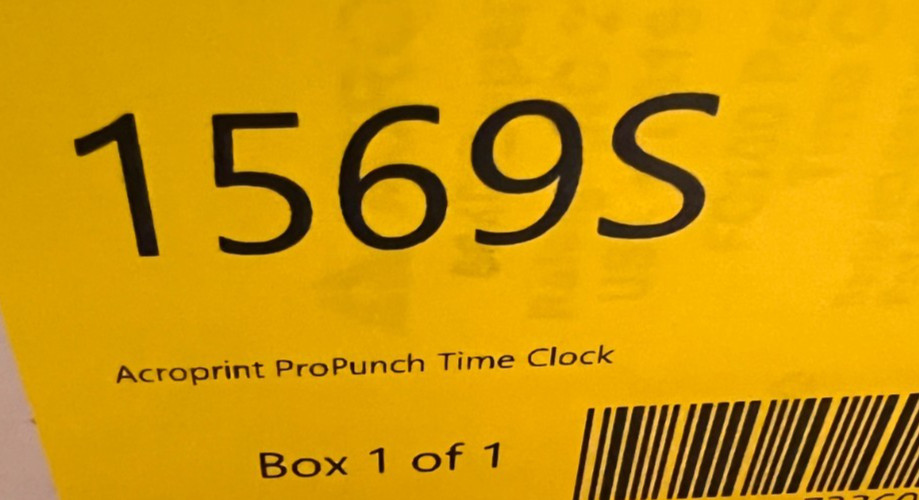 1569S
Acroprint ProPunch Time Clock
Box 1 of 1